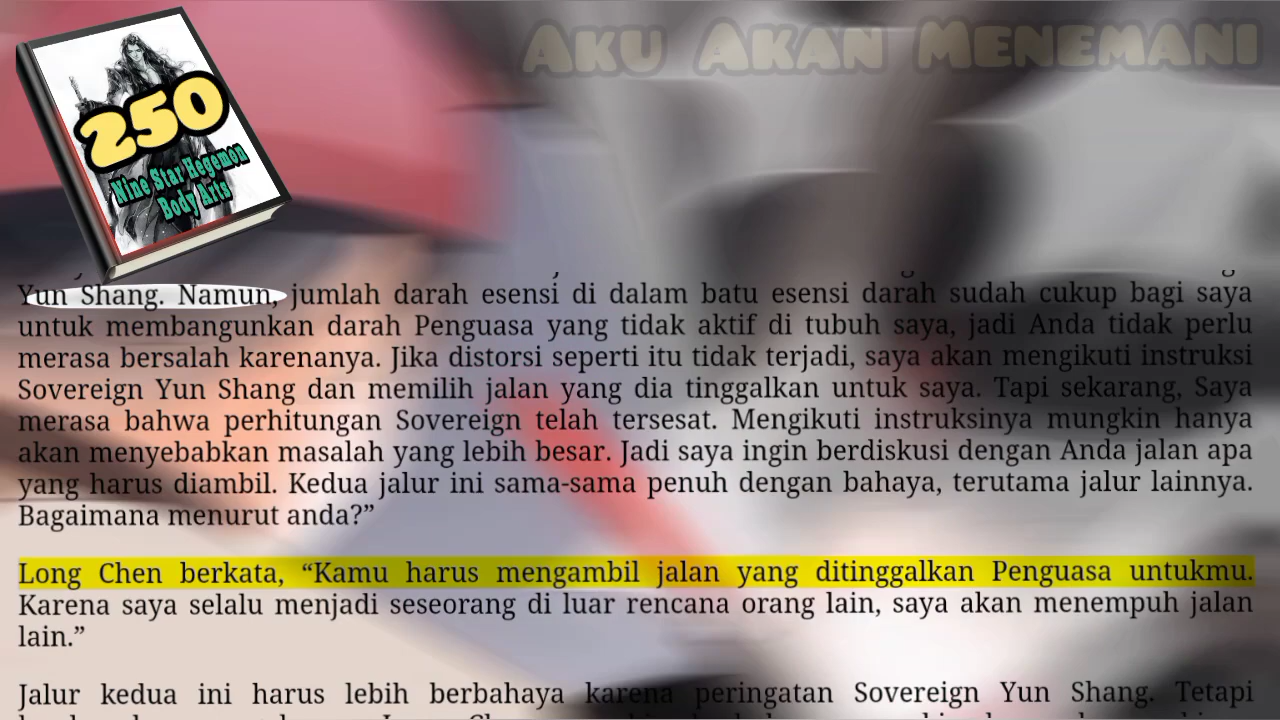 Aku Akan Menemani
250
Nine Star Hegemon
Body Arts
Yun Shang. Namun, jumlah darah esensi di dalam batu esensi darah sudah cukup bagi saya
untuk membangunkan darah Penguasa yang tidak aktif di tubuh saya, jadi Anda tidak perlu
merasa bersalah karenanya. Jika distorsi seperti itu tidak terjadi, saya akan mengikuti instruksi
Sovereign Yun Shang dan memilih jalan yang dia tinggalkan untuk saya. Tapi sekarang, Saya
merasa bahwa perhitungan Sovereign telah tersesat. Mengikuti instruksinya mungkin hanya
akan menyebabkan masalah yang lebih besar. Jadi saya ingin berdiskusi dengan Anda jalan apa
yang harus diambil. Kedua jalur ini sama-sama penuh dengan bahaya, terutama jalur lainnya.
Bagaimana menurut anda?”
Long Chen berkata, “Kamu harus mengambil jalan yang ditinggalkan Penguasa untukmu.
Karena saya selalu menjadi seseorang di luar rencana orang lain, saya akan menempuh jalan
lain.”
Jalur kedua ini harus lebih berbahaya karena peringatan Sovereign Yun Shang. Tetapi